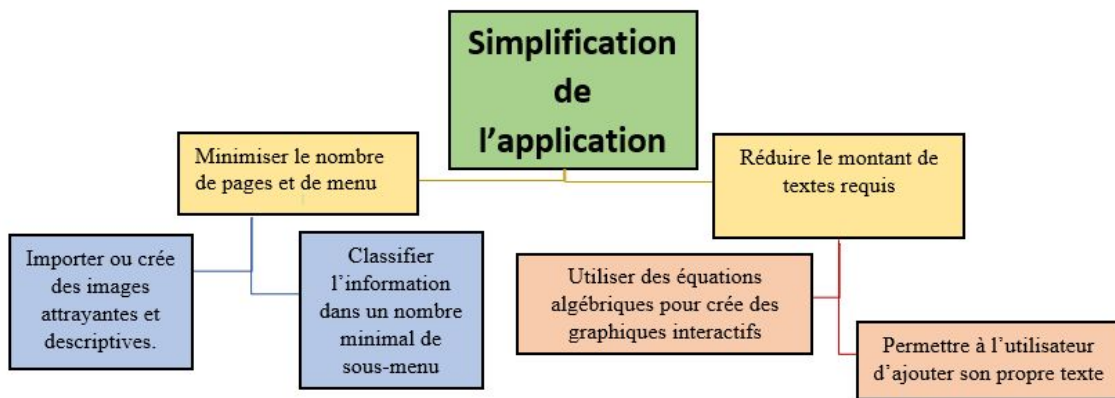 Simplification
de
l'application
Minimiser le nombre
de pages et de menu
Réduire le montant de
textes requis
Importer ou crée
des images
attrayantes et
descriptives.
Classifier
l'information
dans un nombre
minimal de
sous-menu
Utiliser des équations
algébriques pour crée des
graphiques interactifs
Permettre à l'utilisateur
d'ajouter son propre texte